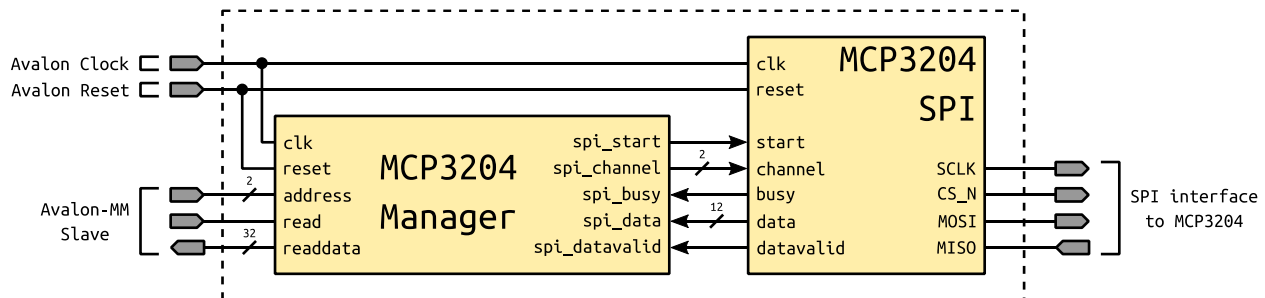 Avalon Clock
Avalon Reset
Avalon-MM
Slave
clk
reset
address
read
readdata
2
32
MCP3204
Manager
spi_start
spi_channel
spi_busy
spi_data
spi_datavalid
2
12
clk
reset
start
channel
busy
data
datavalid
MCP3204
SPI
SCLK
CS_N
MOSI
MISO
SPI interface
to MCP3204